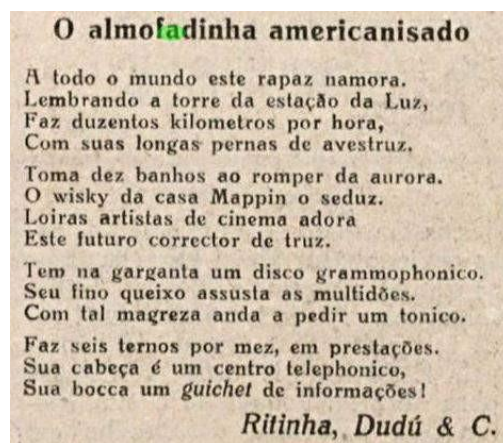 O almofadinha americanisado
A todo o mundo este rapaz namora.
Lembrando a torre da estação da Luz,
Faz duzentos kilometros por hora,
Com suas longas pernas de avestruz.
Toma dez banhos ao romper da aurora.
O wisky da casa Mappin o seduz.
Loiras artistas de cinema adora
Este futuro corrector de truz.
Tem na garganta um disco grammophonico.
Seu fino queixo assusta as multidões.
Com tal magreza anda a pedir um tonico.
Faz seis ternos por mez, em prestações.
Sua cabeça é um centro telephonico,
Sua bocca um guichet de informações!
Ritinha, Dudú & C.